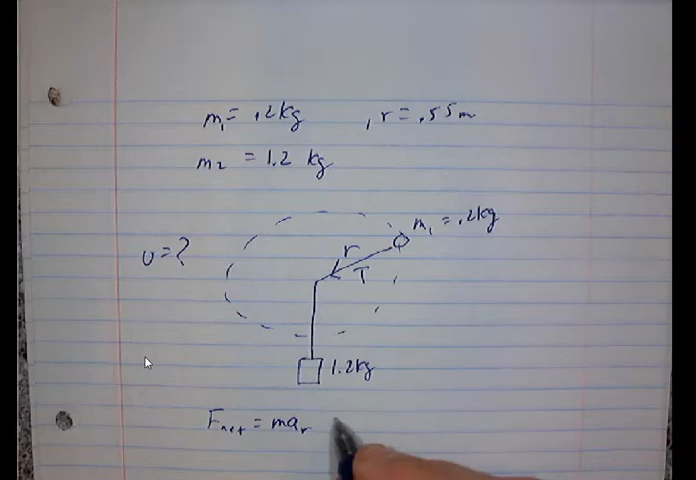 m₁ = .2kg , r = .55m
m₂ = 1.2 kg
m₁ = .2kg
υ = ?
r
T
1.2kg
Fnet = maᵣ